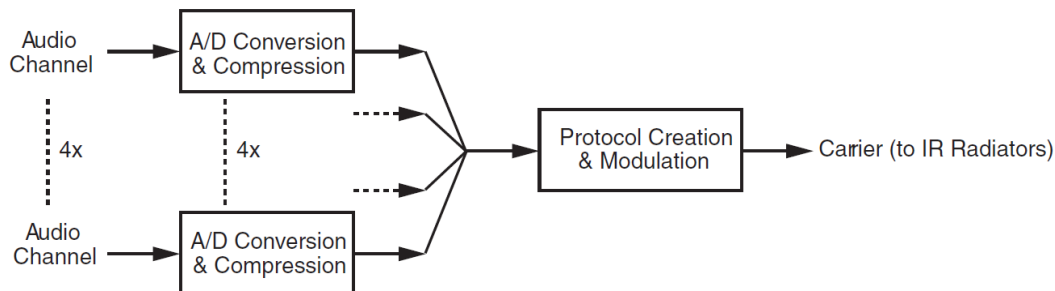 Audio
Channel
A/D Conversion
& Compression
4x
4x
Protocol Creation
& Modulation
Carrier (to IR Radiators)
Audio
Channel
A/D Conversion
& Compression